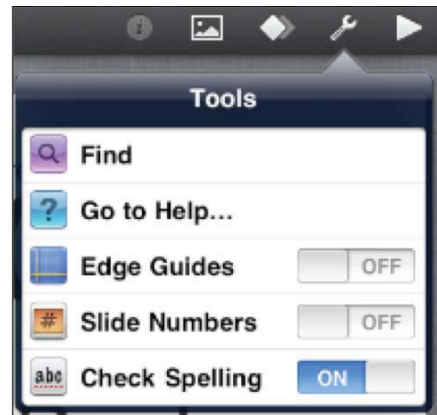 Tools
Find
? Go to Help...
Edge Guides OFF
# Slide Numbers OFF
abc Check Spelling ON